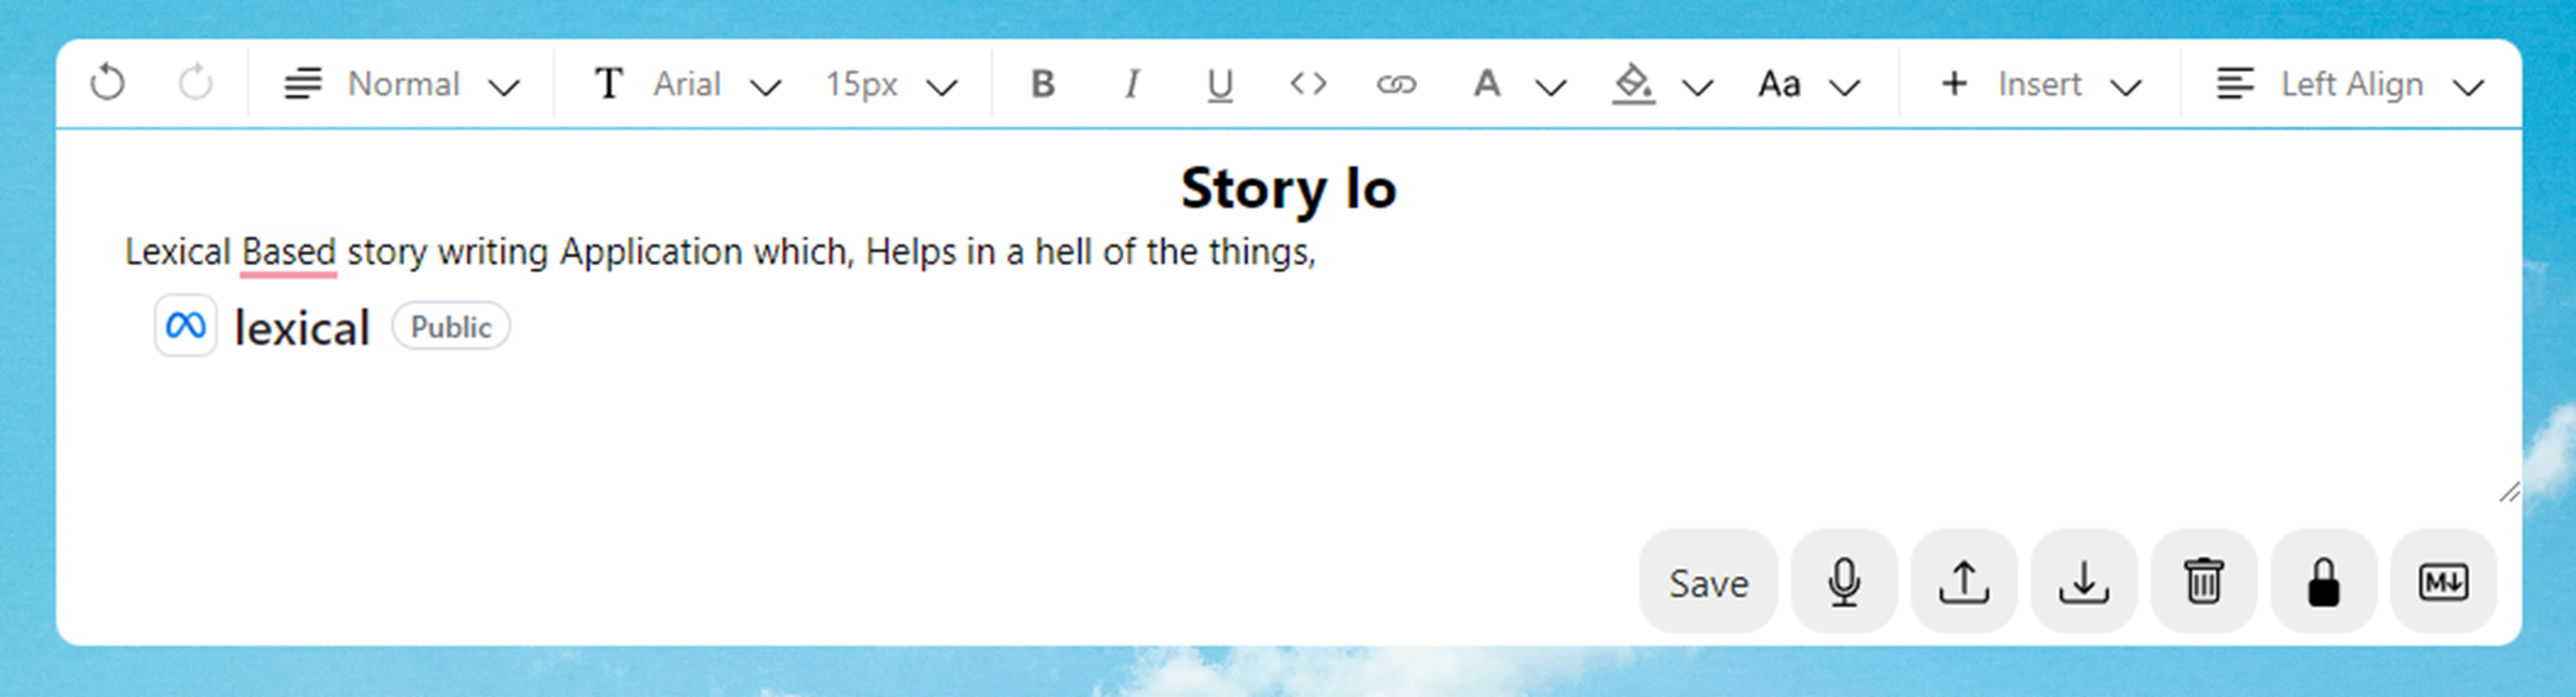 Normal T Arial 15px B I U A Aa + Insert Left Align
Story Io
Lexical Based story writing Application which, Helps in a hell of the things,
lexical Public
Save M